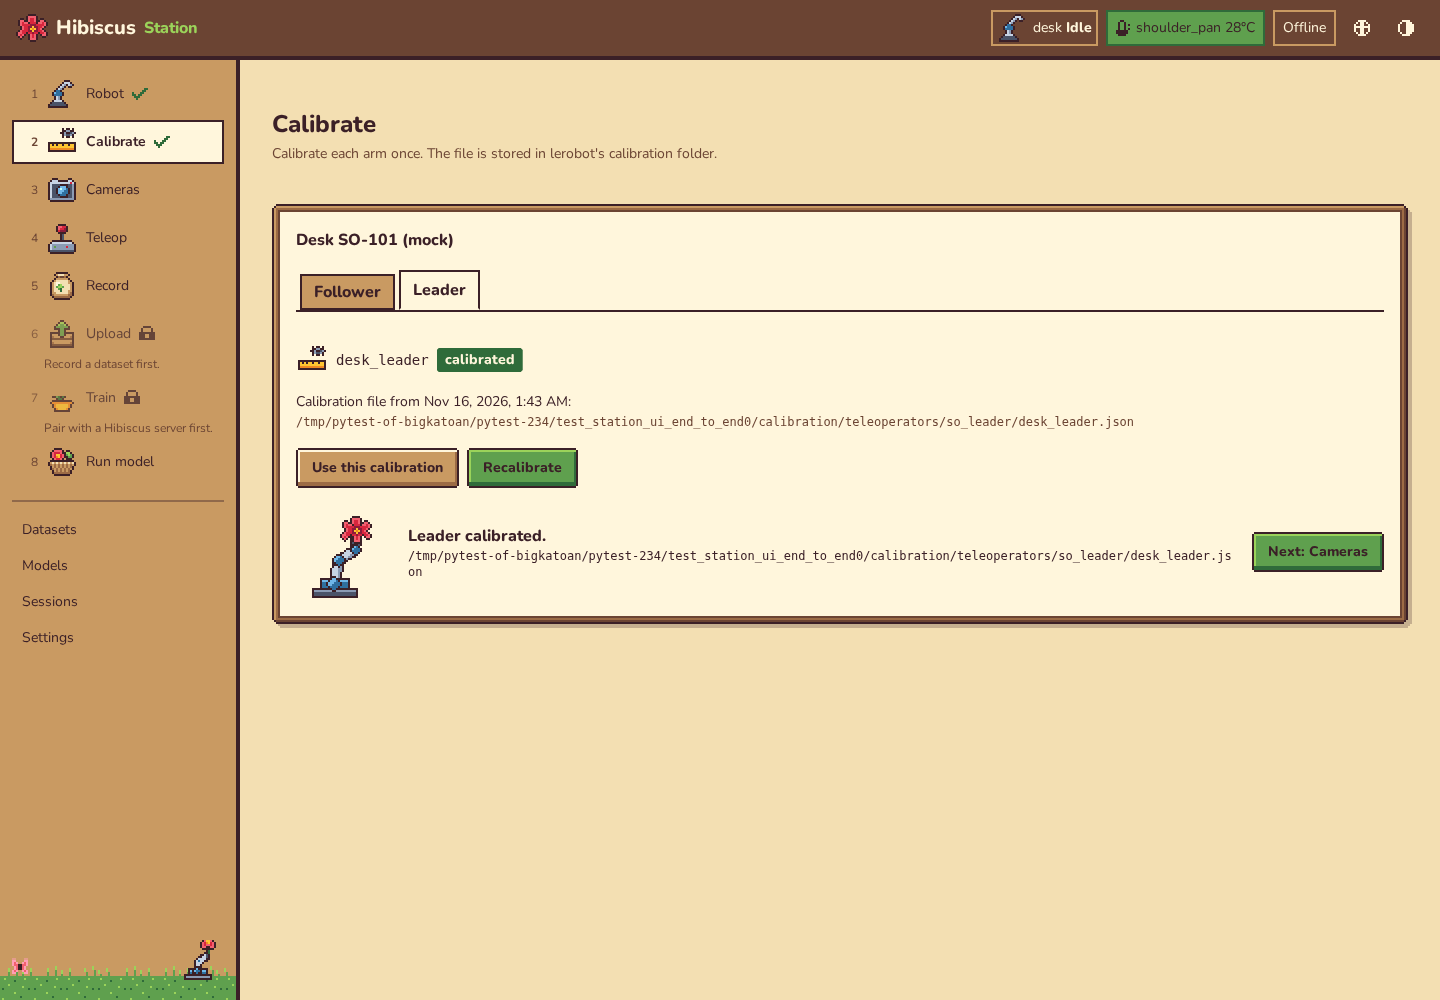 Hibiscus Station
desk Idle
shoulder_pan 28°C
Offline
1 Robot
2 Calibrate
3 Cameras
4 Teleop
5 Record
6 Upload
Record a dataset first.
7 Train
Pair with a Hibiscus server first.
8 Run model
Datasets
Models
Sessions
Settings
Calibrate
Calibrate each arm once. The file is stored in lerobot's calibration folder.
Desk SO-101 (mock)
Follower
Leader
desk_leader calibrated
Calibration file from Nov 16, 2026, 1:43 AM:
/tmp/pytest-of-bigkatoan/pytest-234/test_station_ui_end_to_end0/calibration/teleoperators/so_leader/desk_leader.json
Use this calibration
Recalibrate
Leader calibrated.
/tmp/pytest-of-bigkatoan/pytest-234/test_station_ui_end_to_end0/calibration/teleoperators/so_leader/desk_leader.js
on
Next: Cameras